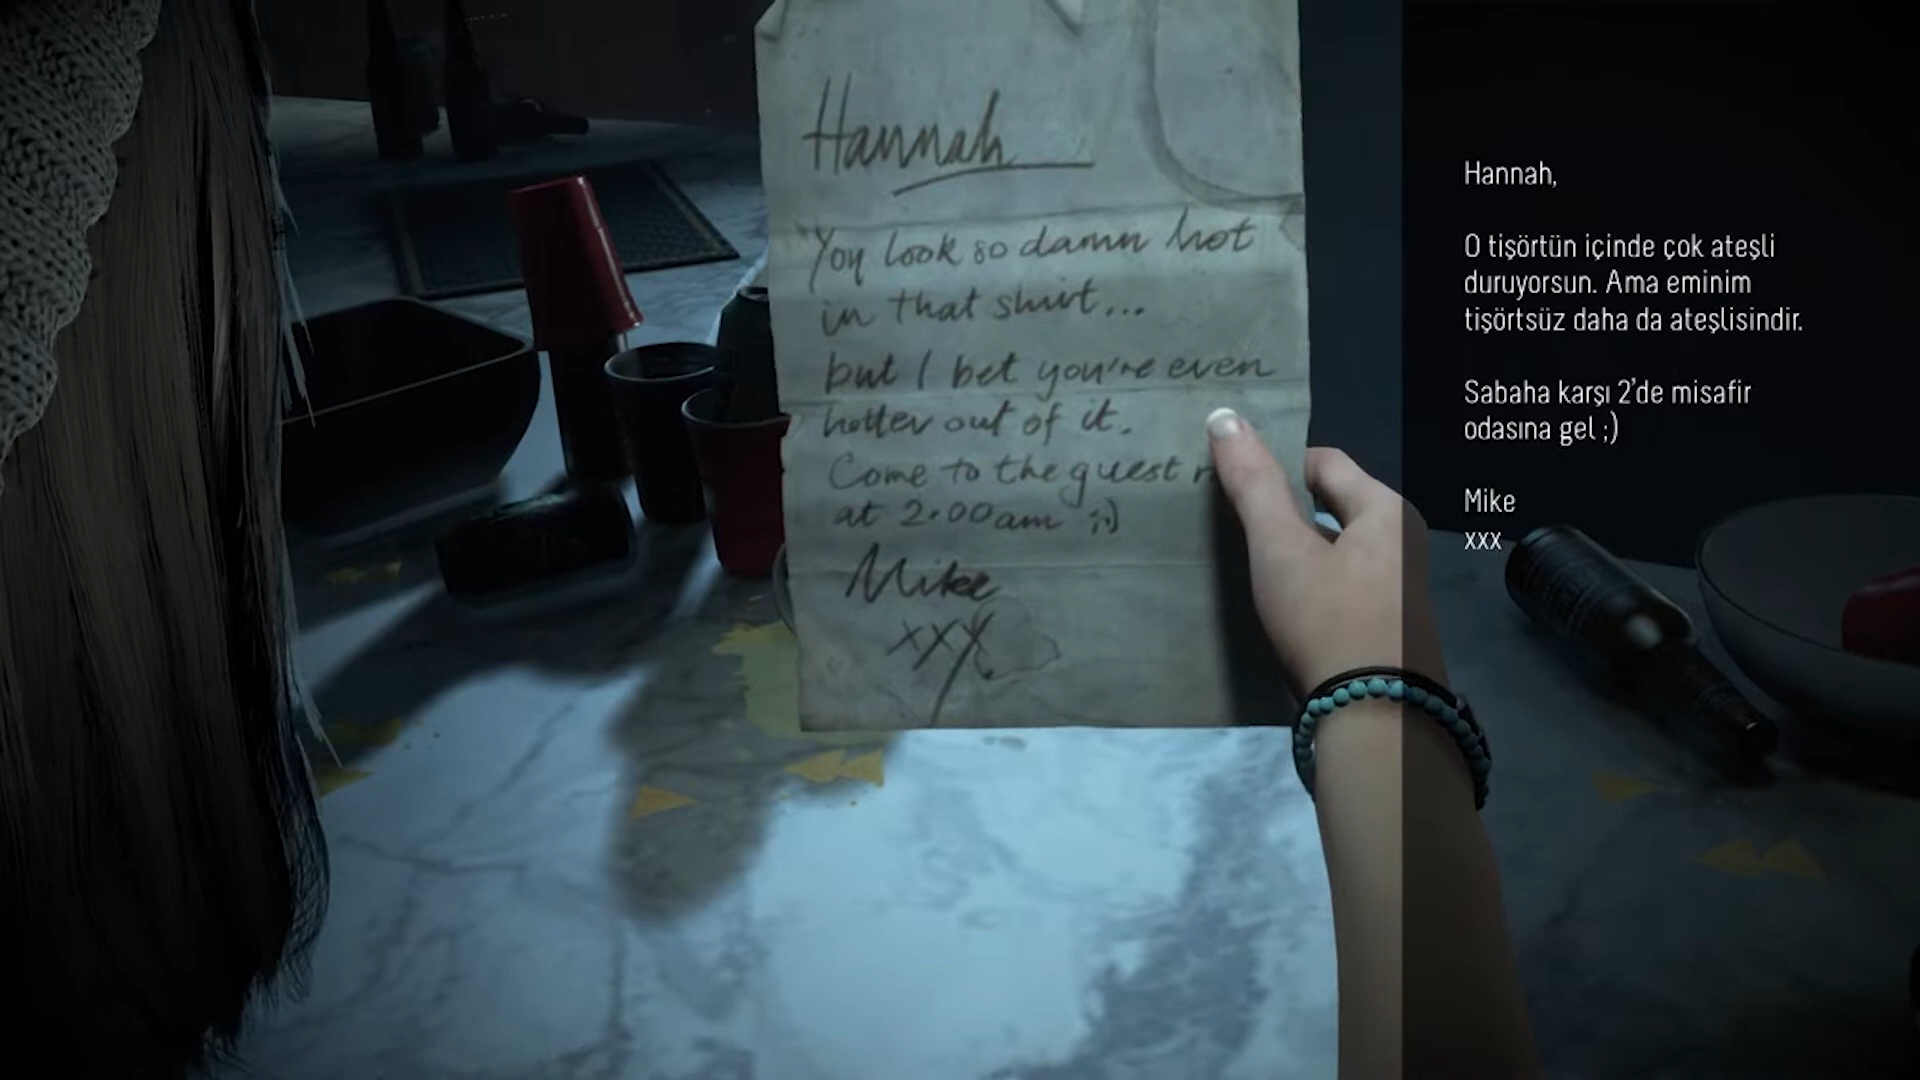 Hannah
You look so damn hot
in that shirt...
but I bet you're even
hotter out of it.
Come to the guest
at 2.00am ;)
Mike
xxx
Hannah,
O tişörtün içinde çok ateşli
duruyorsun. Ama eminim
tişörtsüz daha da ateşlisindir.
Sabaha karşı 2'de misafir
odasına gel ;)
Mike
xxx